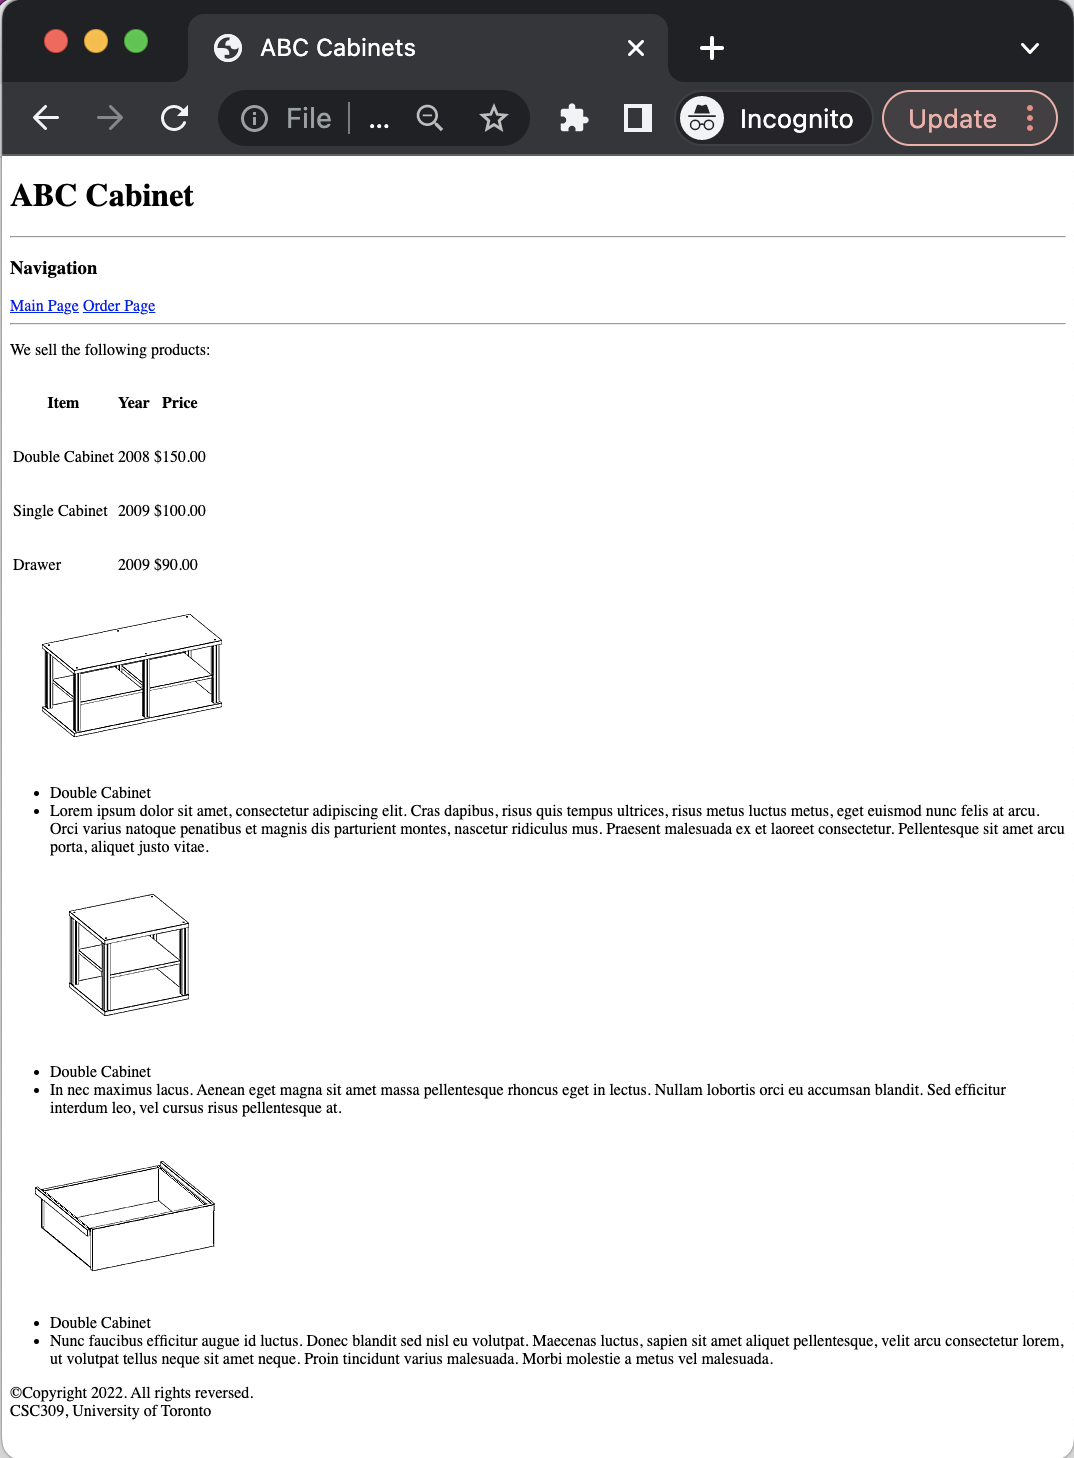 ABC Cabinets
File
...
Incognito
Update
ABC Cabinet
Navigation
Main Page Order Page
We sell the following products:
Item Year Price
Double Cabinet 2008 $150.00
Single Cabinet 2009 $100.00
Drawer 2009 $90.00
• Double Cabinet
• Lorem ipsum dolor sit amet, consectetur adipiscing elit. Cras dapibus, risus quis tempus ultrices, risus metus luctus metus, eget euismod nunc felis at arcu.
Orci varius natoque penatibus et magnis dis parturient montes, nascetur ridiculus mus. Praesent malesuada ex et laoreet consectetur. Pellentesque sit amet arcu
porta, aliquet justo vitae.
• Double Cabinet
• In nec maximus lacus. Aenean eget magna sit amet massa pellentesque rhoncus eget in lectus. Nullam lobortis orci eu accumsan blandit. Sed efficitur
interdum leo, vel cursus risus pellentesque at.
• Double Cabinet
• Nunc faucibus efficitur augue id luctus. Donec blandit sed nisl eu volutpat. Maecenas luctus, sapien sit amet aliquet pellentesque, velit arcu consectetur lorem,
ut volutpat tellus neque sit amet neque. Proin tincidunt varius malesuada. Morbi molestie a metus vel malesuada.
©Copyright 2022. All rights reversed.
CSC309, University of Toronto